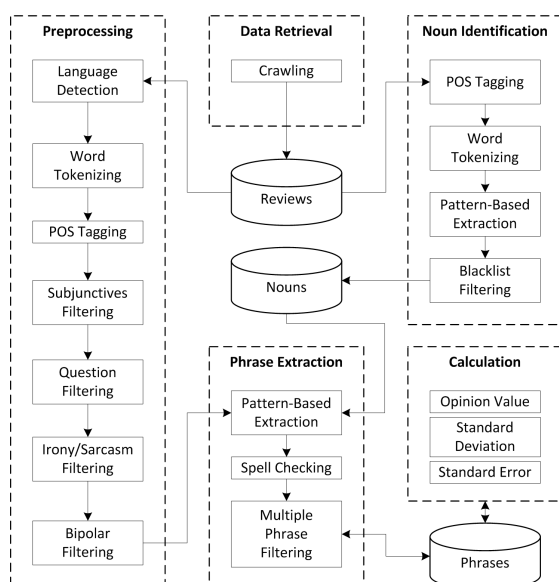 Preprocessing
Language
Detection
Word
Tokenizing
POS Tagging
Subjunctives
Filtering
Question
Filtering
Irony/Sarcasm
Filtering
Bipolar
Filtering
Data Retrieval
Crawling
Reviews
Nouns
Noun Identification
POS Tagging
Word
Tokenizing
Pattern-Based
Extraction
Blacklist
Filtering
Phrase Extraction
Pattern-Based
Extraction
Spell Checking
Multiple
Phrase
Filtering
Calculation
Opinion Value
Standard
Deviation
Standard Error
Phrases